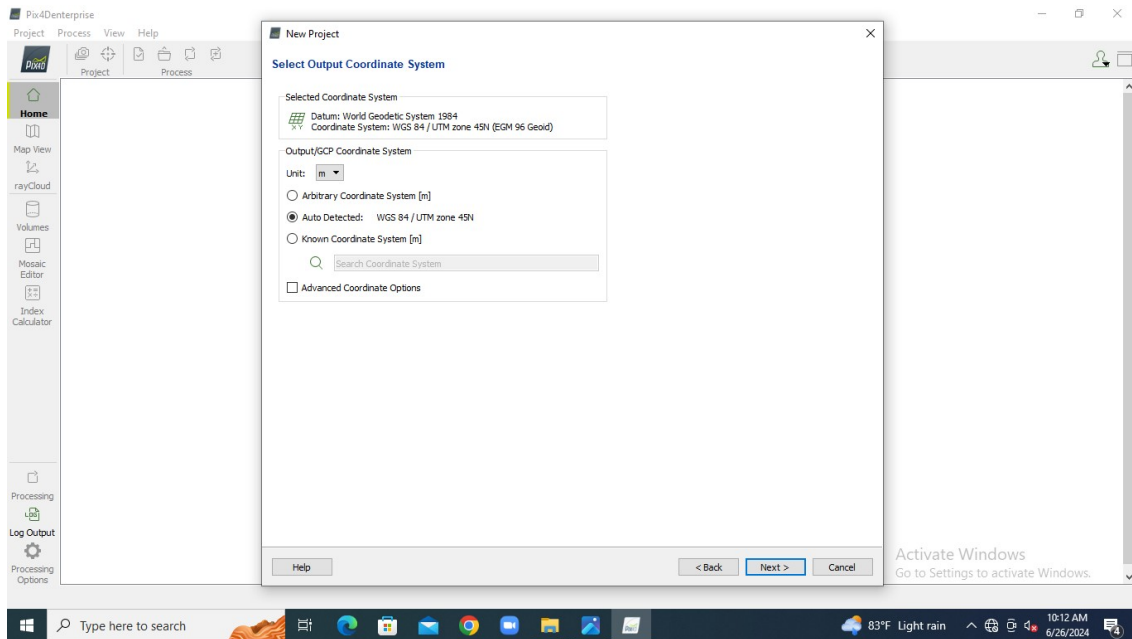 Pix4Denterprise
Project Process View Help
PIX4D
Project
Process
Home
Map View
rayCloud
Volumes
Mosaic
Editor
Index
Calculator
Processing
Log Output
Processing
Options
New Project
Select Output Coordinate System
Selected Coordinate System
Datum: World Geodetic System 1984
Coordinate System: WGS 84 / UTM zone 45N (EGM 96 Geoid)
Output/GCP Coordinate System
Unit: m
Arbitrary Coordinate System [m]
Auto Detected: WGS 84 / UTM zone 45N
Known Coordinate System [m]
Search Coordinate System
Advanced Coordinate Options
Help
< Back
Next >
Cancel
Activate Windows
Go to Settings to activate Windows.
Type here to search
83°F Light rain
10:12 AM
6/26/2024
4